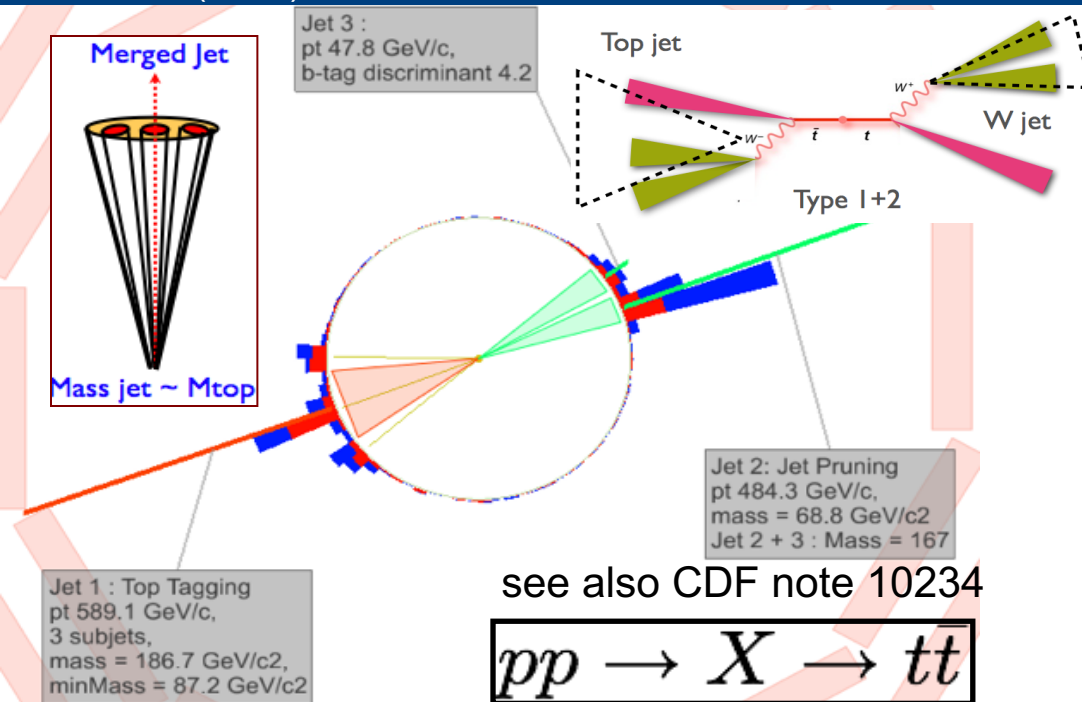 Merged Jet
Mass jet ~ Mtop
Jet 3 :
pt 47.8 GeV/c,
b-tag discriminant 4.2
Top jet
W⁻
t̄
t
W⁺
W jet
Type 1+2
Jet 2: Jet Pruning
pt 484.3 GeV/c,
mass = 68.8 GeV/c2
Jet 2 + 3 : Mass = 167
Jet 1 : Top Tagging
pt 589.1 GeV/c,
3 subjets,
mass = 186.7 GeV/c2,
minMass = 87.2 GeV/c2
see also CDF note 10234
pp → X → tt̄